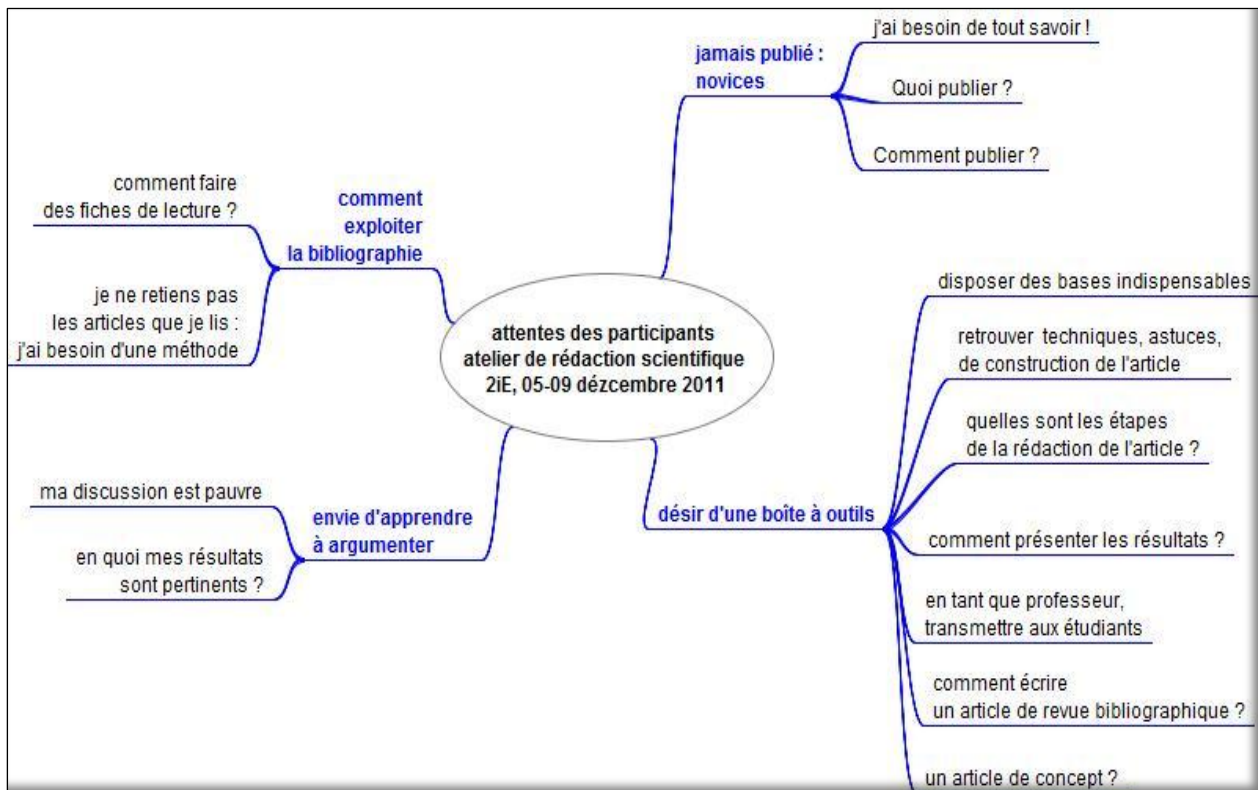 attentes des participants
atelier de rédaction scientifique
2iE, 05-09 dézcembre 2011
jamais publié :
novices
j'ai besoin de tout savoir !
Quoi publier ?
Comment publier ?
désir d'une boîte à outils
disposer des bases indispensables
retrouver techniques, astuces,
de construction de l'article
quelles sont les étapes
de la rédaction de l'article ?
comment présenter les résultats ?
en tant que professeur,
transmettre aux étudiants
comment écrire
un article de revue bibliographique ?
un article de concept ?
envie d'apprendre
à argumenter
ma discussion est pauvre
en quoi mes résultats
sont pertinents ?
comment
exploiter
la bibliographie
comment faire
des fiches de lecture ?
je ne retiens pas
les articles que je lis :
j'ai besoin d'une méthode